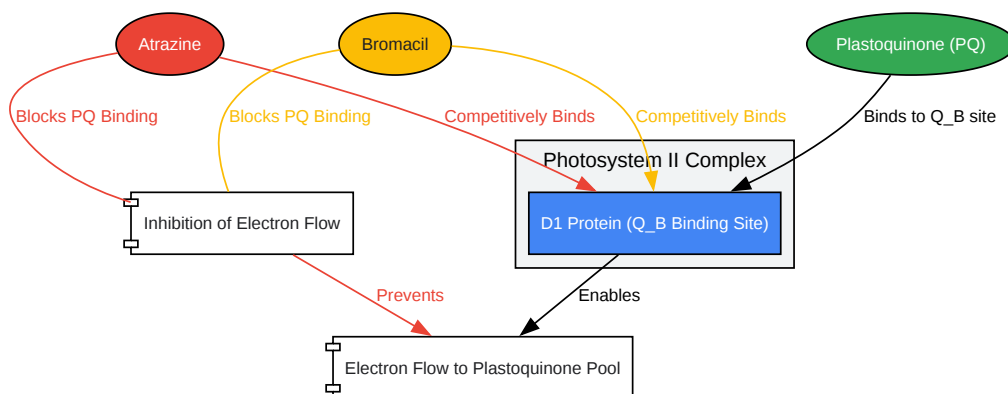 Atrazine
Bromacil
Plastoquinone (PQ)
Blocks PQ Binding
Blocks PQ Binding
Competitively Binds
Competitively Binds
Binds to Q_B site
Photosystem II Complex
Inhibition of Electron Flow
D1 Protein (Q_B Binding Site)
Prevents
Enables
Electron Flow to Plastoquinone Pool